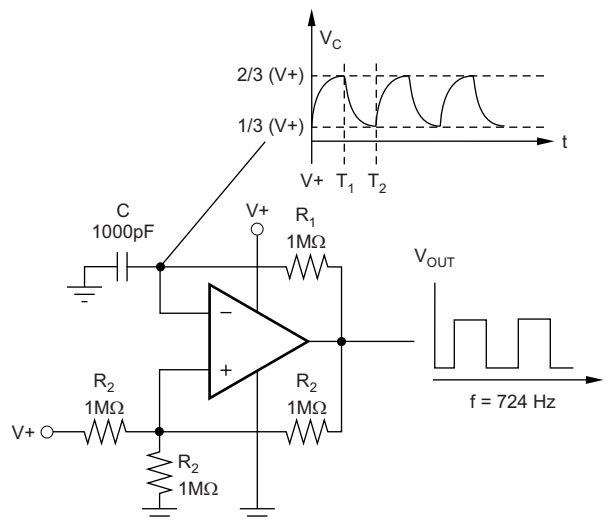 V_C
2/3 (V+)
1/3 (V+)
t
V+ T_1 T_2
C
1000pF
V+
R_1
1MΩ
V_OUT
−
+
R_2
1MΩ
R_2
1MΩ
V+
R_2
1MΩ
f = 724 Hz